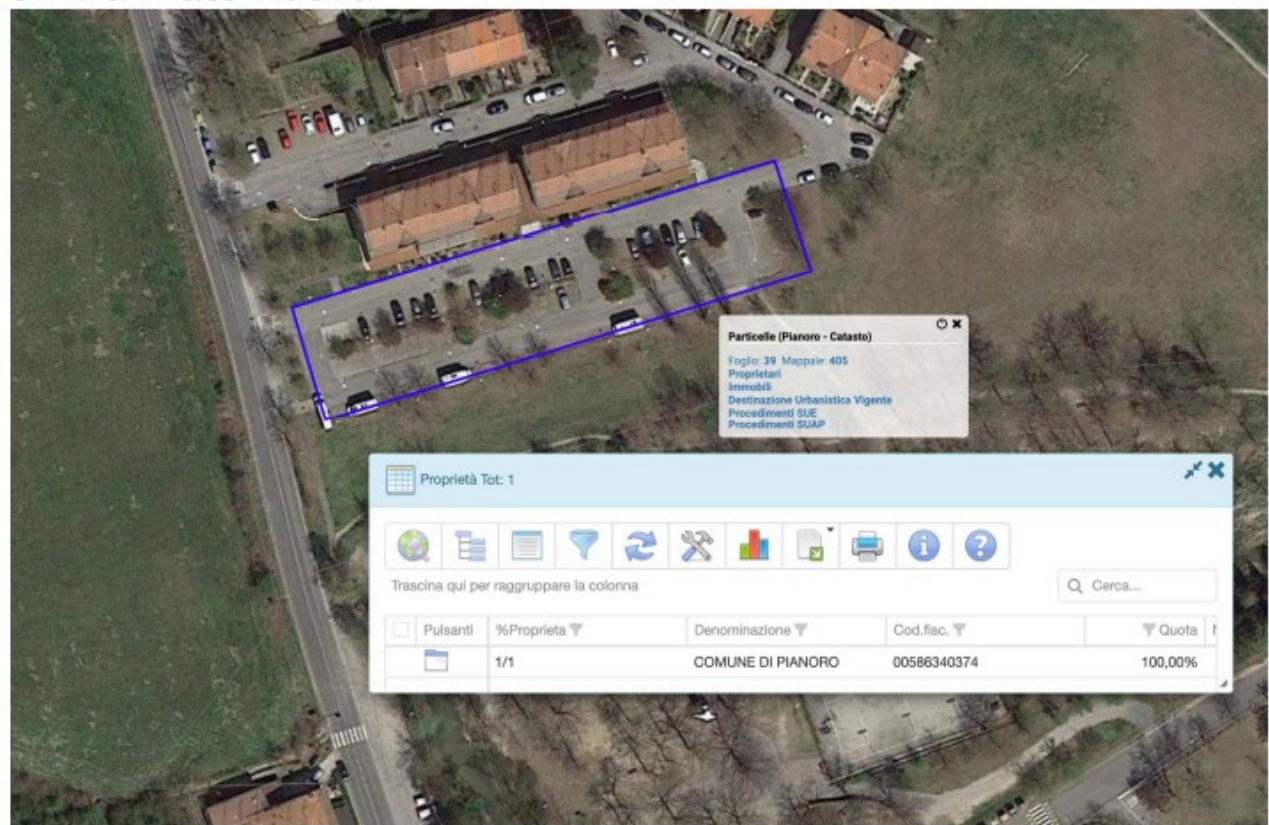 Particelle (Pianoro - Catasto)
Foglio: 39 Mappale: 405
Proprietari
Immobili
Destinazione Urbanistica Vigente
Procedimenti SUE
Procedimenti SUAP
Proprietà Tot: 1
Trascina qui per raggruppare la colonna
Cerca...
Pulsanti %Proprieta Denominazione Cod.fisc. Quota
1/1 COMUNE DI PIANORO 00586340374 100,00%